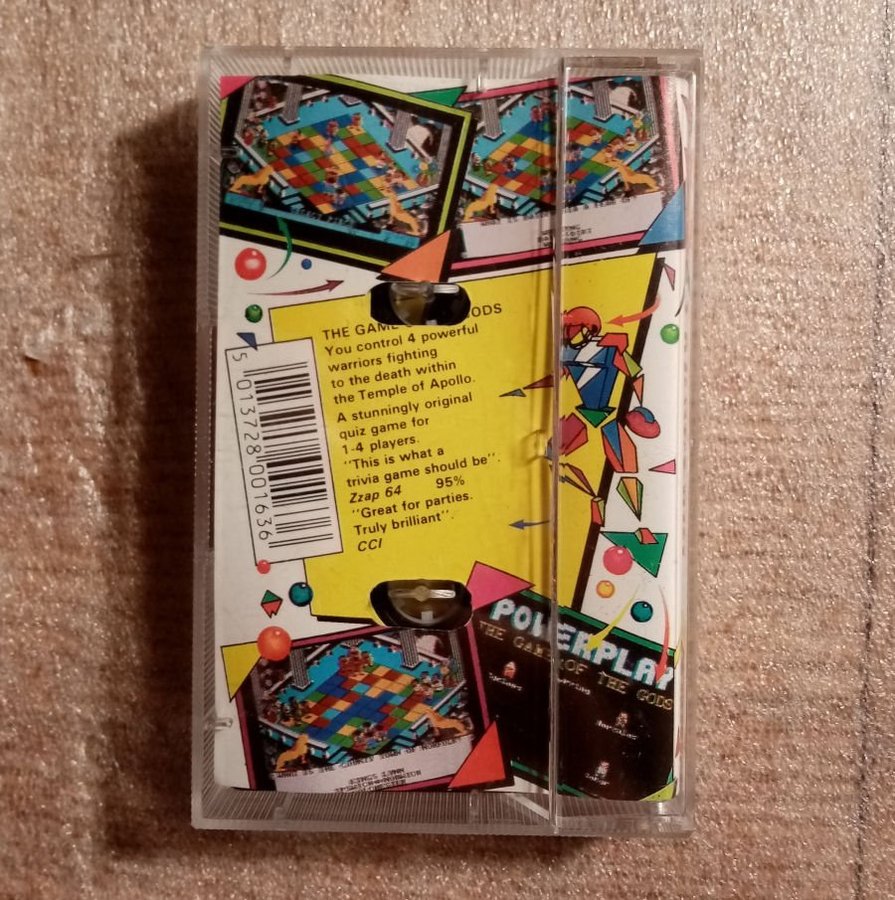 THE GAME ODS
You control 4 powerful
warriors fighting
to the death within
the Temple of Apollo.
A stunningly original
quiz game for
1-4 players.
"This is what a
trivia game should be".
Zzap 64 95%
"Great for parties.
Truly brilliant".
CCI
5 013728 001636
POWERPLAY
THE GAME OF THE GODS